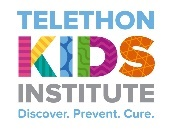 TELETHON
KIDS
INSTITUTE
Discover. Prevent. Cure.